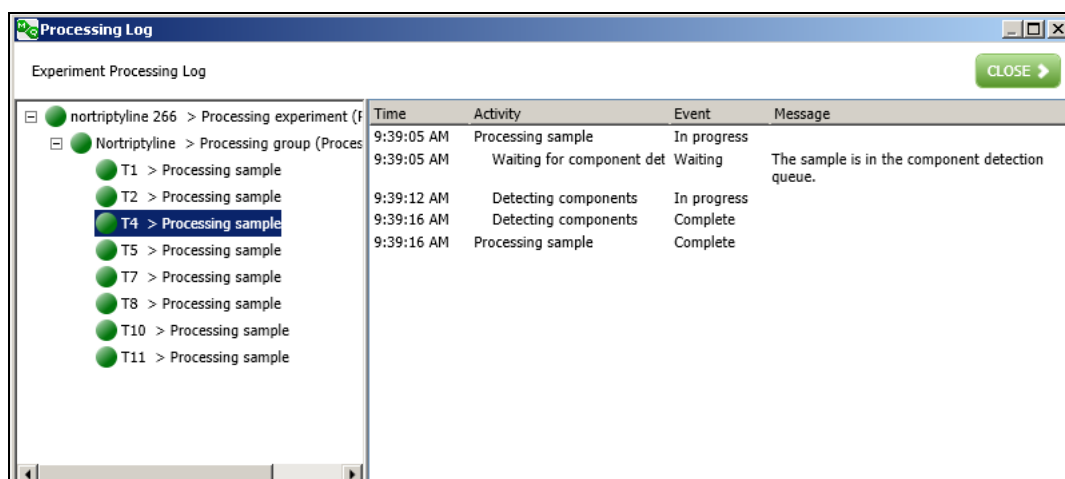 Processing Log
Experiment Processing Log
CLOSE
nortriptyline 266 > Processing experiment (
Nortriptyline > Processing group (Proces
T1 > Processing sample
T2 > Processing sample
T4 > Processing sample
T5 > Processing sample
T7 > Processing sample
T8 > Processing sample
T10 > Processing sample
T11 > Processing sample
Time Activity Event Message
9:39:05 AM Processing sample In progress
9:39:05 AM Waiting for component det Waiting The sample is in the component detection
queue.
9:39:12 AM Detecting components In progress
9:39:16 AM Detecting components Complete
9:39:16 AM Processing sample Complete